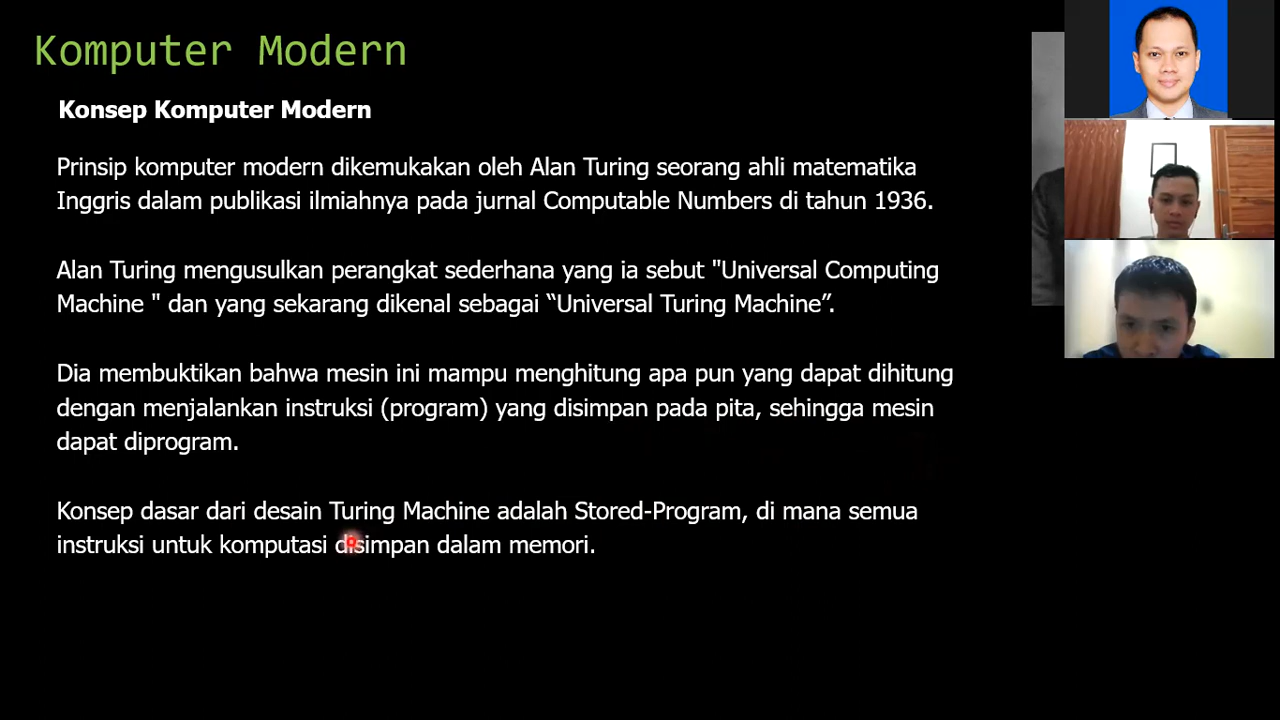 Komputer Modern
Konsep Komputer Modern
Prinsip komputer modern dikemukakan oleh Alan Turing seorang ahli matematika
Inggris dalam publikasi ilmiahnya pada jurnal Computable Numbers di tahun 1936.
Alan Turing mengusulkan perangkat sederhana yang ia sebut "Universal Computing
Machine " dan yang sekarang dikenal sebagai “Universal Turing Machine”.
Dia membuktikan bahwa mesin ini mampu menghitung apa pun yang dapat dihitung
dengan menjalankan instruksi (program) yang disimpan pada pita, sehingga mesin
dapat diprogram.
Konsep dasar dari desain Turing Machine adalah Stored-Program, di mana semua
instruksi untuk komputasi disimpan dalam memori.